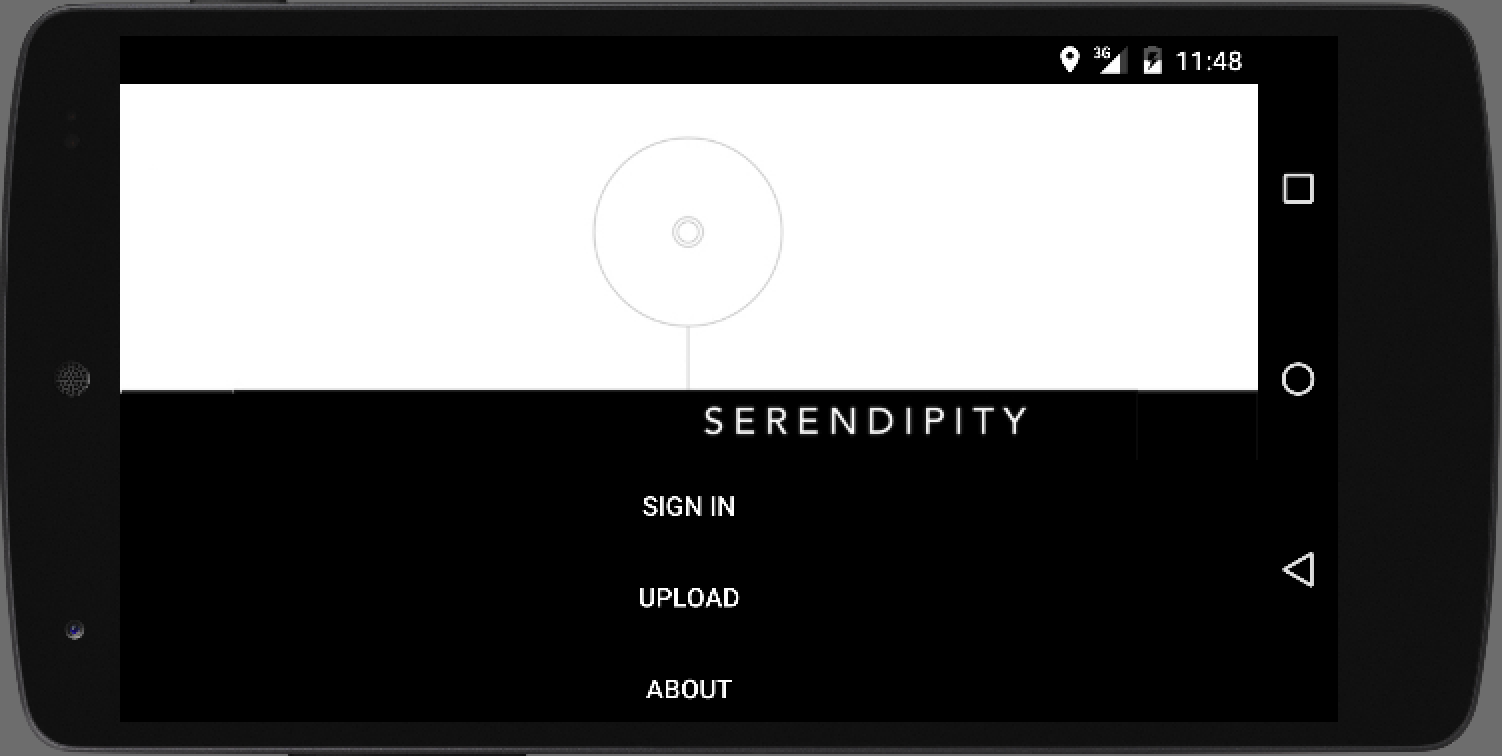 3G 11:48
SERENDIPITY
SIGN IN
UPLOAD
ABOUT